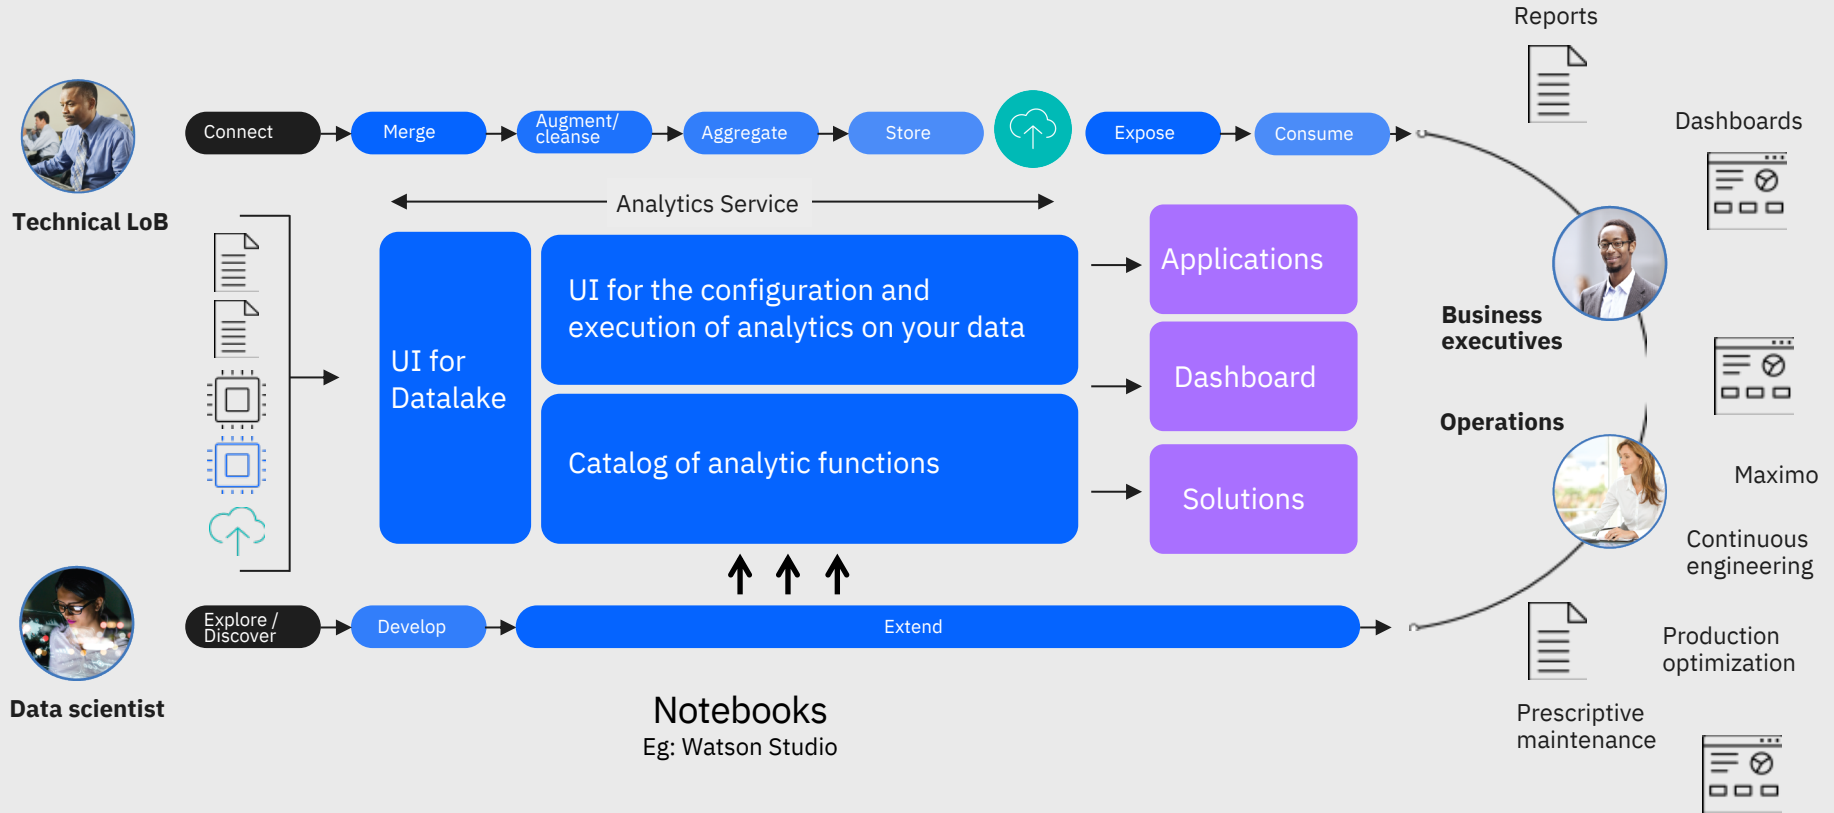 Reports
Dashboards
Connect
Merge
Augment/
cleanse
Aggregate
Store
Expose
Consume
Technical LoB
Analytics Service
UI for
Datalake
UI for the configuration and
execution of analytics on your data
Catalog of analytic functions
Applications
Dashboard
Solutions
Business
executives
Operations
Maximo
Continuous
engineering
Explore /
Discover
Develop
Extend
Production
optimization
Data scientist
Notebooks
Eg: Watson Studio
Prescriptive
maintenance